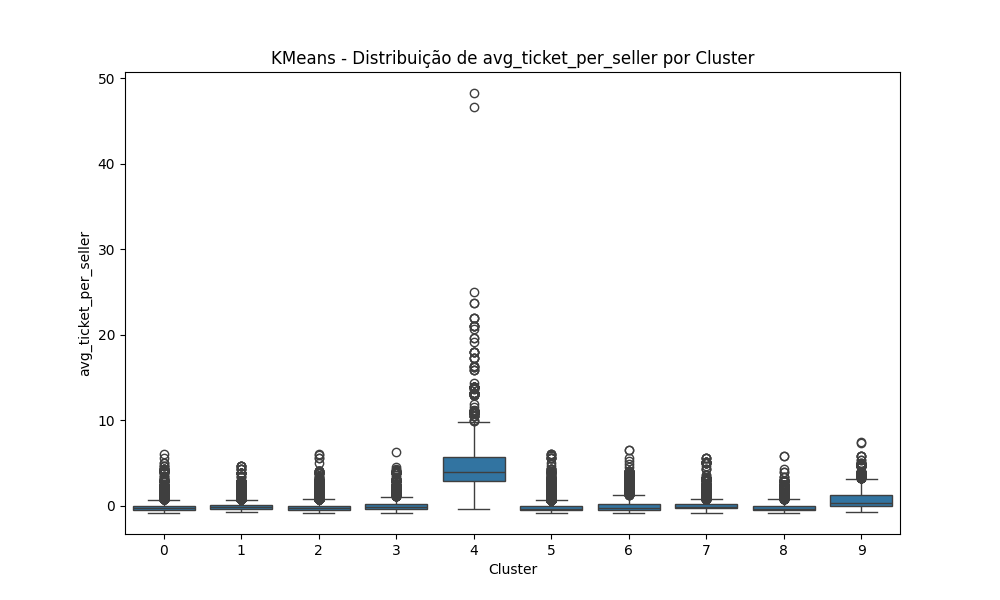 KMeans - Distribuição de avg_ticket_per_seller por Cluster
50
40
30
20
10
0
avg_ticket_per_seller
0 1 2 3 4 5 6 7 8 9
Cluster